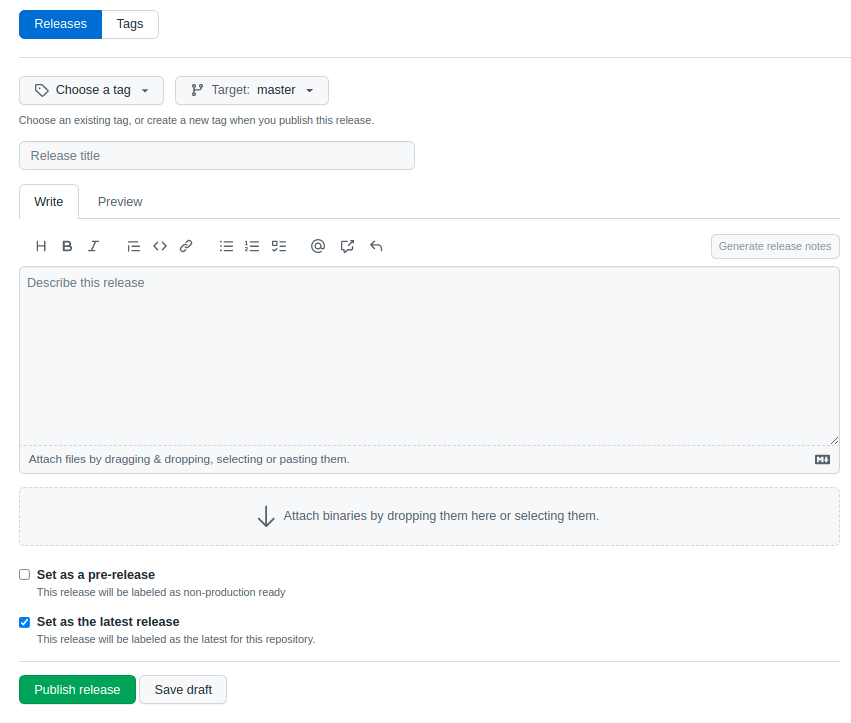 Releases Tags
Choose a tag Target: master
Choose an existing tag, or create a new tag when you publish this release.
Release title
Write Preview
Generate release notes
Describe this release
Attach files by dragging & dropping, selecting or pasting them.
Attach binaries by dropping them here or selecting them.
Set as a pre-release
This release will be labeled as non-production ready
Set as the latest release
This release will be labeled as the latest for this repository.
Publish release Save draft